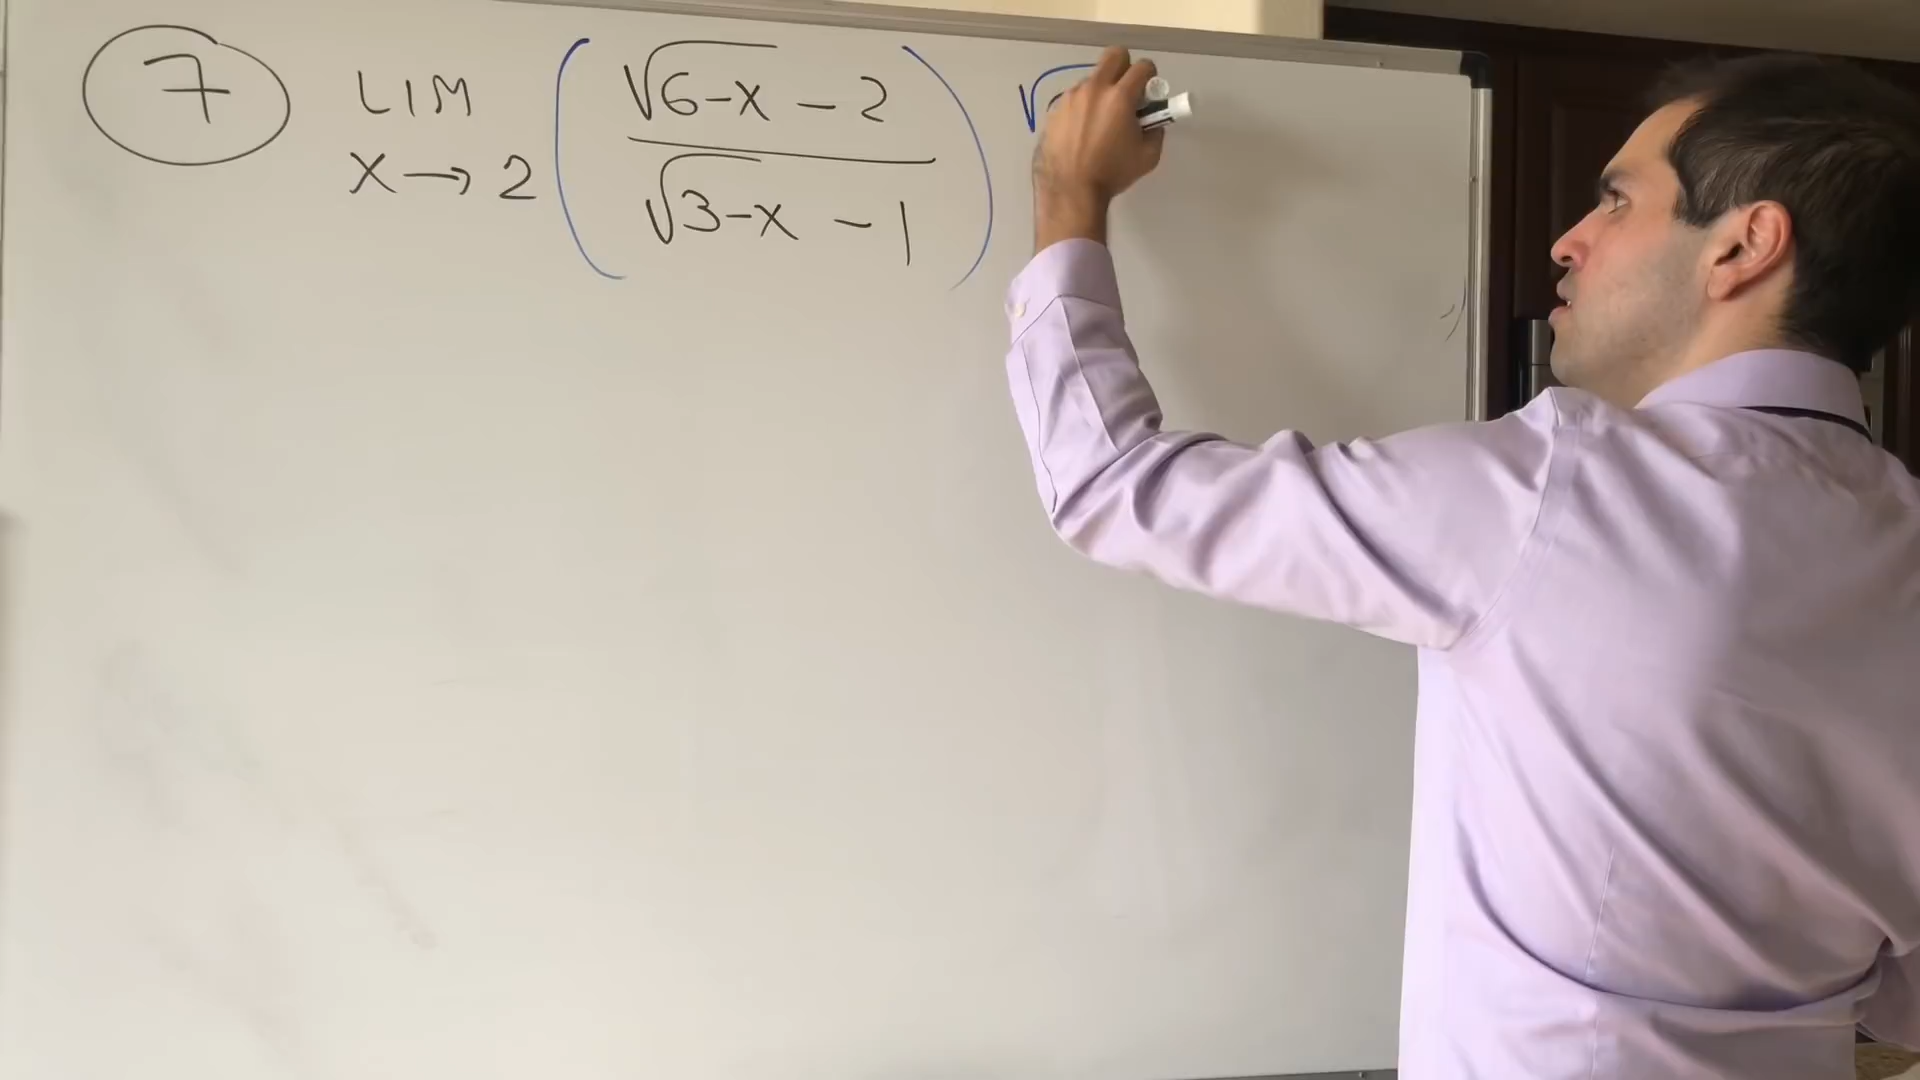 7 LIM x→2 ( (√6-x - 2) / (√3-x - 1) ) √